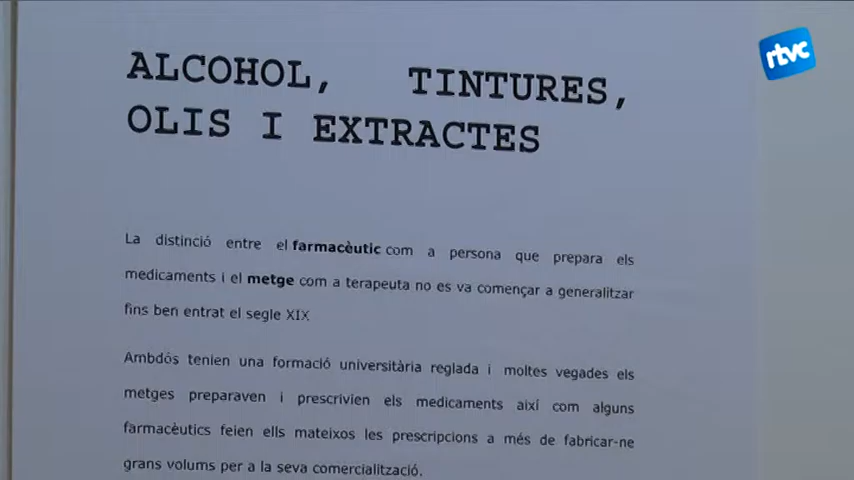 rtvc
ALCOHOL, TINTURES,
OLIS I EXTRACTES
La distinció entre el farmacèutic com a persona que prepara els
medicaments i el metge com a terapeuta no es va començar a generalitzar
fins ben entrat el segle XIX
Ambdós tenien una formació universitària reglada i moltes vegades els
metges preparaven i prescrivien els medicaments així com alguns
farmacèutics feien ells mateixos les prescripcions a més de fabricar-ne
grans volums per a la seva comercialització.